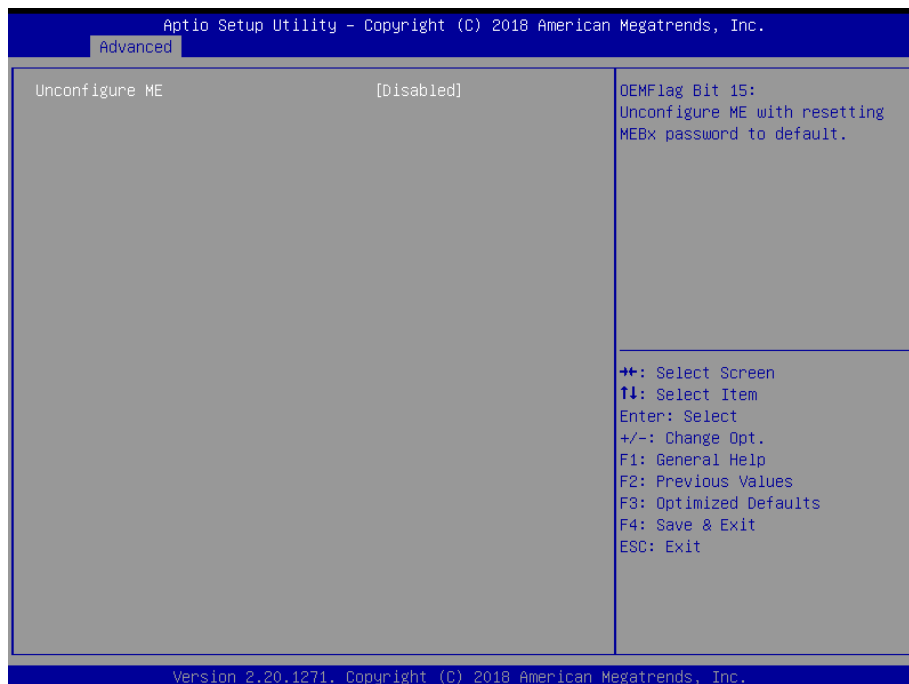 Aptio Setup Utility – Copyright (C) 2018 American Megatrends, Inc.
Advanced
Unconfigure ME [Disabled]
OEMFlag Bit 15:
Unconfigure ME with resetting
MEBx password to default.
→←: Select Screen
↑↓: Select Item
Enter: Select
+/-: Change Opt.
F1: General Help
F2: Previous Values
F3: Optimized Defaults
F4: Save & Exit
ESC: Exit
Version 2.20.1271. Copyright (C) 2018 American Megatrends, Inc.